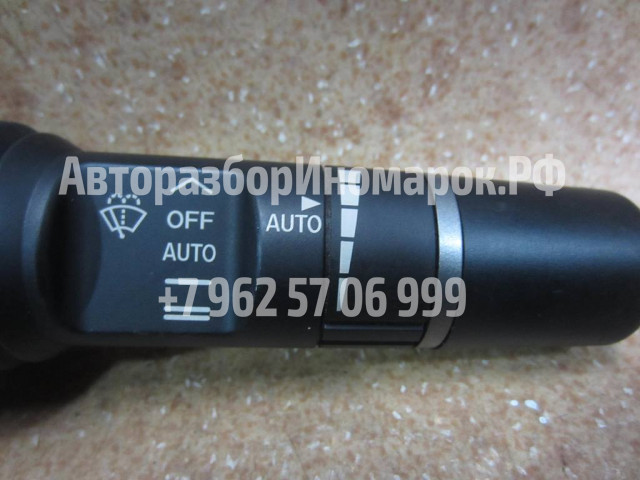 АвторазборИномарок.РФ
OFF
AUTO
AUTO
+7 962 57 06 999